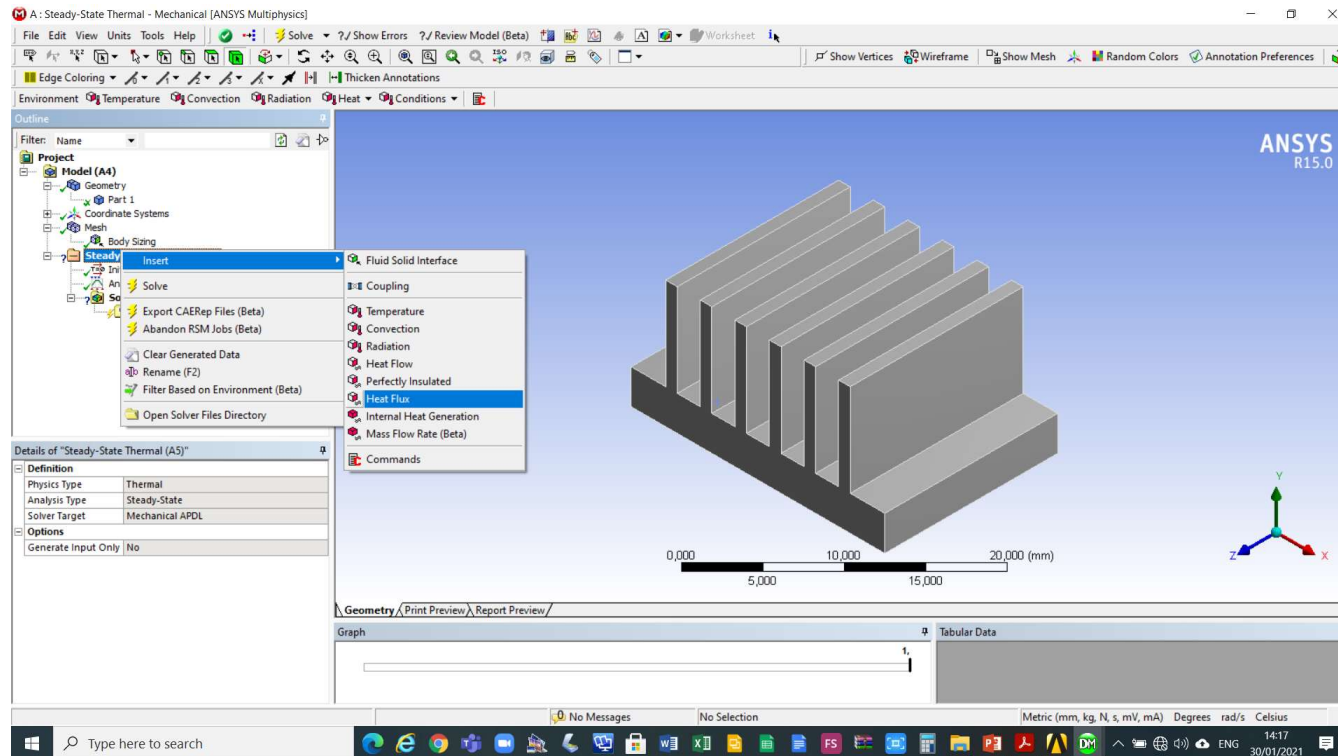 A : Steady-State Thermal - Mechanical [ANSYS Multiphysics]
File Edit View Units Tools Help Solve ?√ Show Errors ?√ Review Model (Beta) A Worksheet
Show Vertices Wireframe Show Mesh Random Colors Annotation Preferences
Edge Coloring Thicken Annotations
Environment Temperature Convection Radiation Heat Conditions
Outline
Filter: Name
Project
Model (A4)
Geometry
Part 1
Coordinate Systems
Mesh
Body Sizing
Steady
Ini
An
So
Insert
Solve
Export CAERep Files (Beta)
Abandon RSM Jobs (Beta)
Clear Generated Data
Rename (F2)
Filter Based on Environment (Beta)
Open Solver Files Directory
Fluid Solid Interface
Coupling
Temperature
Convection
Radiation
Heat Flow
Perfectly Insulated
Heat Flux
Internal Heat Generation
Mass Flow Rate (Beta)
Commands
ANSYS
R15.0
Details of "Steady-State Thermal (A5)"
Definition
Physics Type Thermal
Analysis Type Steady-State
Solver Target Mechanical APDL
Options
Generate Input Only No
Y
Z
X
0,000 10,000 20,000 (mm)
5,000 15,000
Geometry Print Preview Report Preview
Graph
1,
Tabular Data
0 No Messages No Selection Metric (mm, kg, N, s, mV, mA) Degrees rad/s Celsius
Type here to search
FS
DM
ENG
14:17
30/01/2021